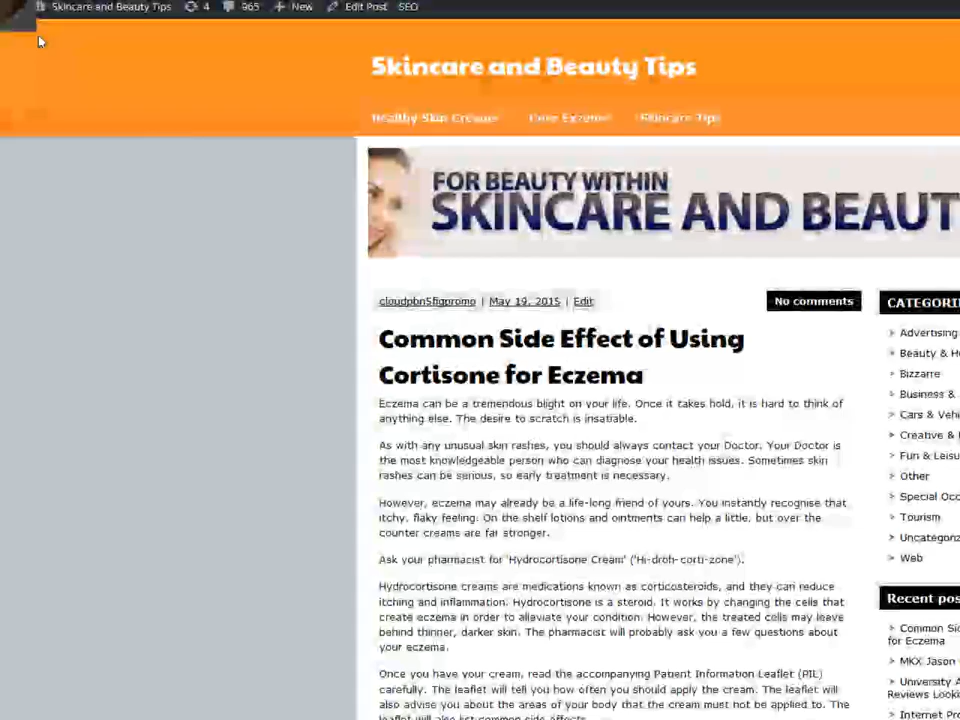 Skincare and Beauty Tips 4 965 New Edit Post SEO
Skincare and Beauty Tips
Healthy Skin Creams Cure Exzema Skincare Tips
FOR BEAUTY WITHIN
SKINCARE AND BEAUT
cloudpbn5figpromo | May 19, 2015 | Edit
No comments
Common Side Effect of Using
Cortisone for Eczema
Eczema can be a tremendous blight on your life. Once it takes hold, it is hard to think of
anything else. The desire to scratch is insatiable.
As with any unusual skin rashes, you should always contact your Doctor. Your Doctor is
the most knowledgeable person who can diagnose your health issues. Sometimes skin
rashes can be serious, so early treatment is necessary.
However, eczema may already be a life-long friend of yours. You instantly recognise that
itchy, flaky feeling. On the shelf lotions and ointments can help a little, but over the
counter creams are far stronger.
Ask your pharmacist for 'Hydrocortisone Cream' ('Hi-droh-corti-zone').
Hydrocortisone creams are medications known as corticosteroids, and they can reduce
itching and inflammation. Hydrocortisone is a steroid. It works by changing the cells that
create eczema in order to alleviate your condition. However, the treated cells may leave
behind thinner, darker skin. The pharmacist will probably ask you a few questions about
your eczema.
Once you have your cream, read the accompanying Patient Information Leaflet (PIL)
carefully. The leaflet will tell you how often you should apply the cream. The leaflet will
also advise you about the areas of your body that the cream must not be applied to. The
leaflet will also list common side effects.
CATEGORI
Advertising
Beauty & H
Bizzarre
Business &
Cars & Vehi
Creative &
Fun & Leisu
Other
Special Occ
Tourism
Uncategoriz
Web
Recent pos
Common Sid
for Eczema
MKX Jason
University A
Reviews Looki
Internet Pro